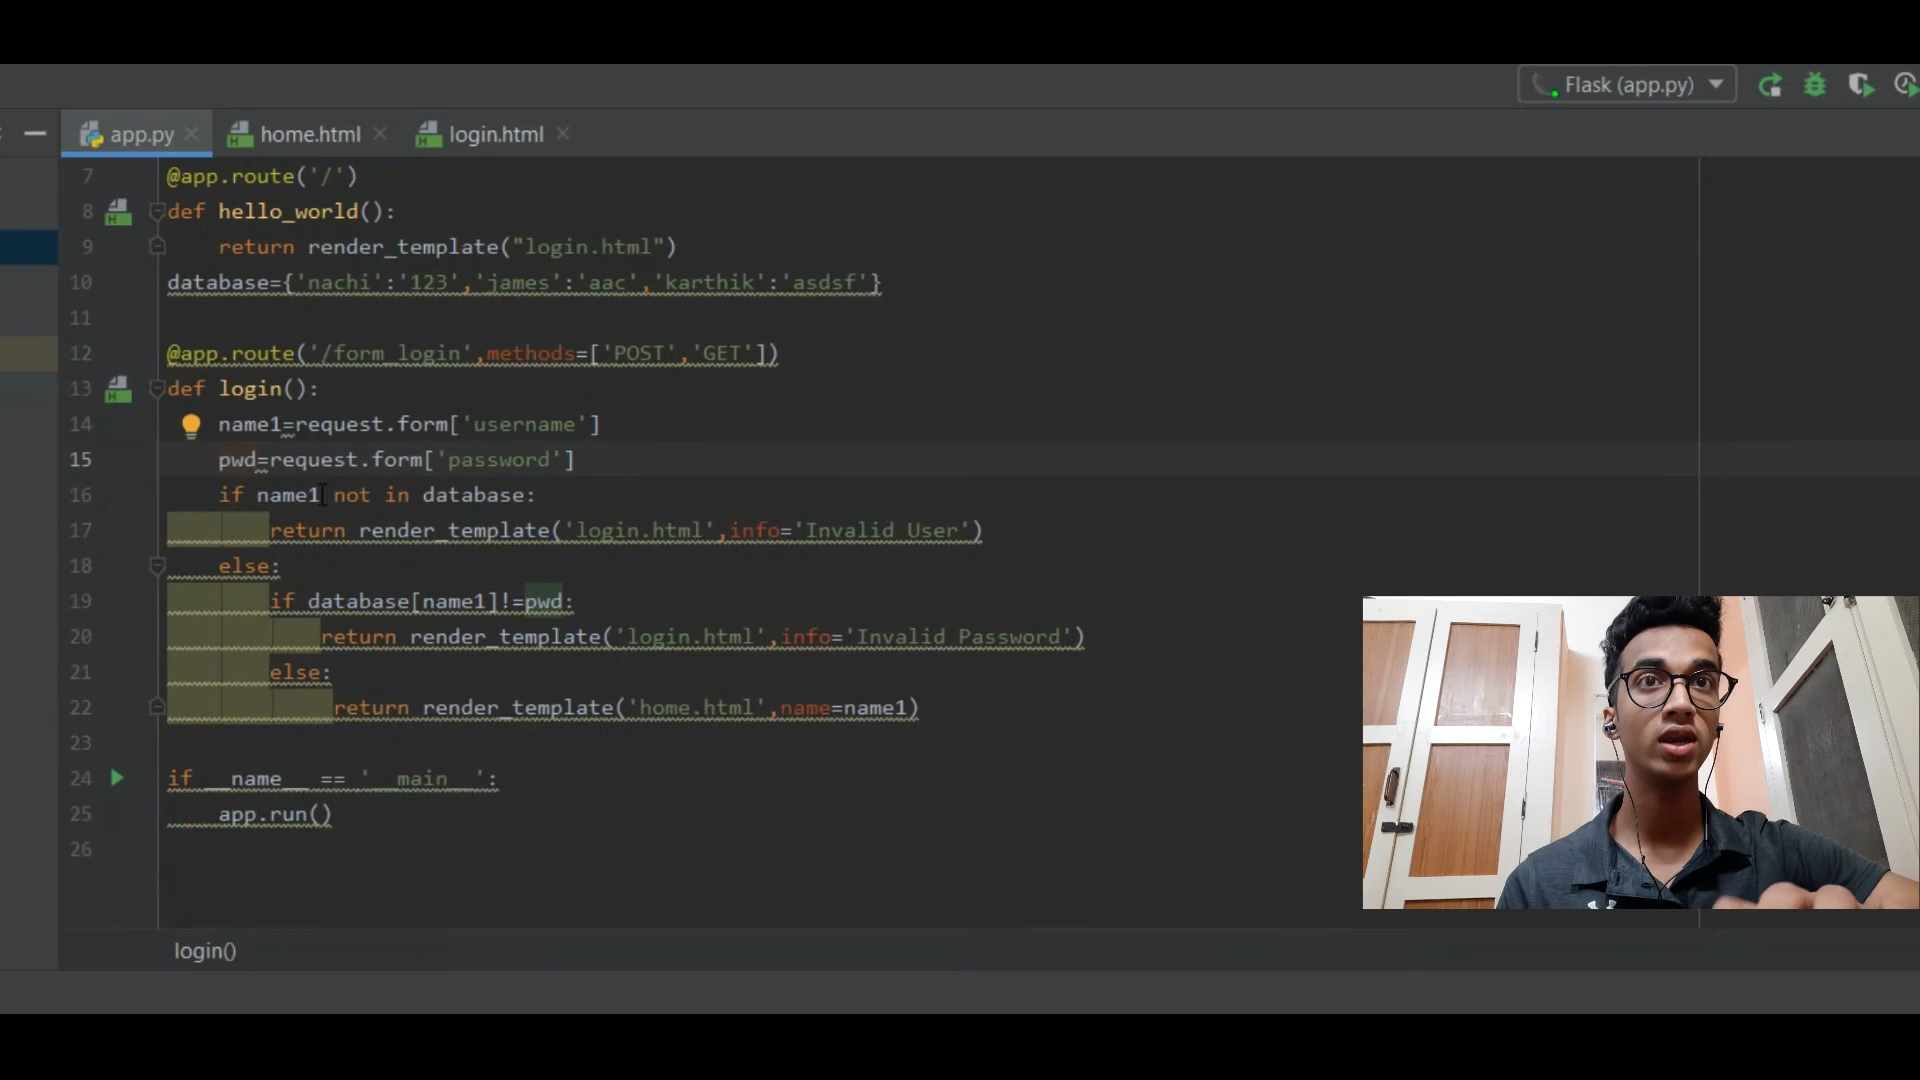 Flask (app.py)
app.py
home.html
login.html
7 @app.route('/')
8 def hello_world():
9 return render_template("login.html")
10 database={'nachi':'123','james':'aac','karthik':'asdsf'}
11
12 @app.route('/form_login',methods=['POST','GET'])
13 def login():
14 name1=request.form['username']
15 pwd=request.form['password']
16 if name1 not in database:
17 return render_template('login.html',info='Invalid User')
18 else:
19 if database[name1]!=pwd:
20 return render_template('login.html',info='Invalid Password')
21 else:
22 return render_template('home.html',name=name1)
23
24 if __name__ == '__main__':
25 app.run()
26
login()